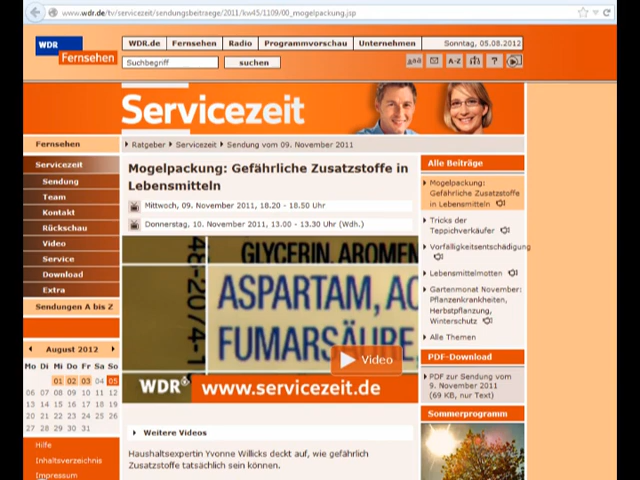 www.wdr.de/tv/servicezeit/sendungsbeitraege/2011/kw45/1109/00_mogelpackung.jsp
WDR
Fernsehen
WDR.de Fernsehen Radio Programmvorschau Unternehmen Sonntag, 05.08.2012
Suchbegriff suchen A-Z ?
Servicezeit
Fernsehen
Ratgeber Servicezeit Sendung vom 09. November 2011
Servicezeit
Sendung
Team
Kontakt
Rückschau
Video
Service
Download
Extra
Sendungen A bis Z
August 2012
Mo Di Mi Do Fr Sa So
01 02 03 04 05
06 07 08 09 10 11 12
13 14 15 16 17 18 19
20 21 22 23 24 25 26
27 28 29 30 31
Hilfe
Inhaltsverzeichnis
Impressum
Mogelpackung: Gefährliche Zusatzstoffe in
Lebensmitteln
Mittwoch, 09. November 2011, 18.20 - 18.50 Uhr
Donnerstag, 10. November 2011, 13.00 - 13.30 Uhr (Wdh.)
48-20/4-1
GLYCERIN, AROMEN
ASPARTAM, AC
FUMARSÄURE
Video
WDR www.servicezeit.de
Weitere Videos
Haushaltsexpertin Yvonne Willicks deckt auf, wie gefährlich
Zusatzstoffe tatsächlich sein können.
Alle Beiträge
Mogelpackung:
Gefährliche Zusatzstoffe
in Lebensmitteln
Tricks der
Teppichverkäufer
Vorfälligkeitsentschädigung
Lebensmittelmotten
Gartenmonat November:
Pflanzenkrankheiten,
Herbstpflanzung,
Winterschutz
Alle Themen
PDF-Download
PDF zur Sendung vom
9. November 2011
(69 KB, nur Text)
Sommerprogramm